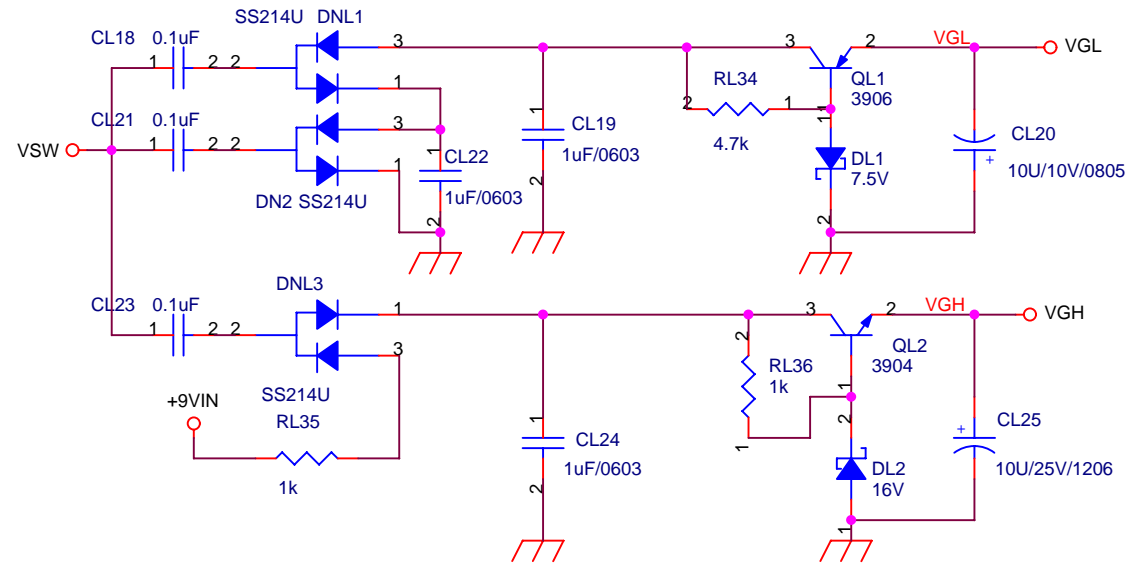 SS214U DNL1
CL18 0.1uF
1 2 2
3
1
CL21 0.1uF
1 2 2
3
1
DN2 SS214U
VSW
1
CL22
1uF/0603
2
1
CL19
1uF/0603
2
2
RL34
1
4.7k
3
2
VGL
VGL
QL1
3906
1
DL1
7.5V
2
CL20
+
10U/10V/0805
CL23 0.1uF
1 2 2
DNL3
1
3
SS214U
+9VIN
RL35
1k
1
CL24
1uF/0603
2
2
RL36
1k
1
3
2
VGH
VGH
QL2
3904
1
2
DL2
16V
1
+
CL25
10U/25V/1206